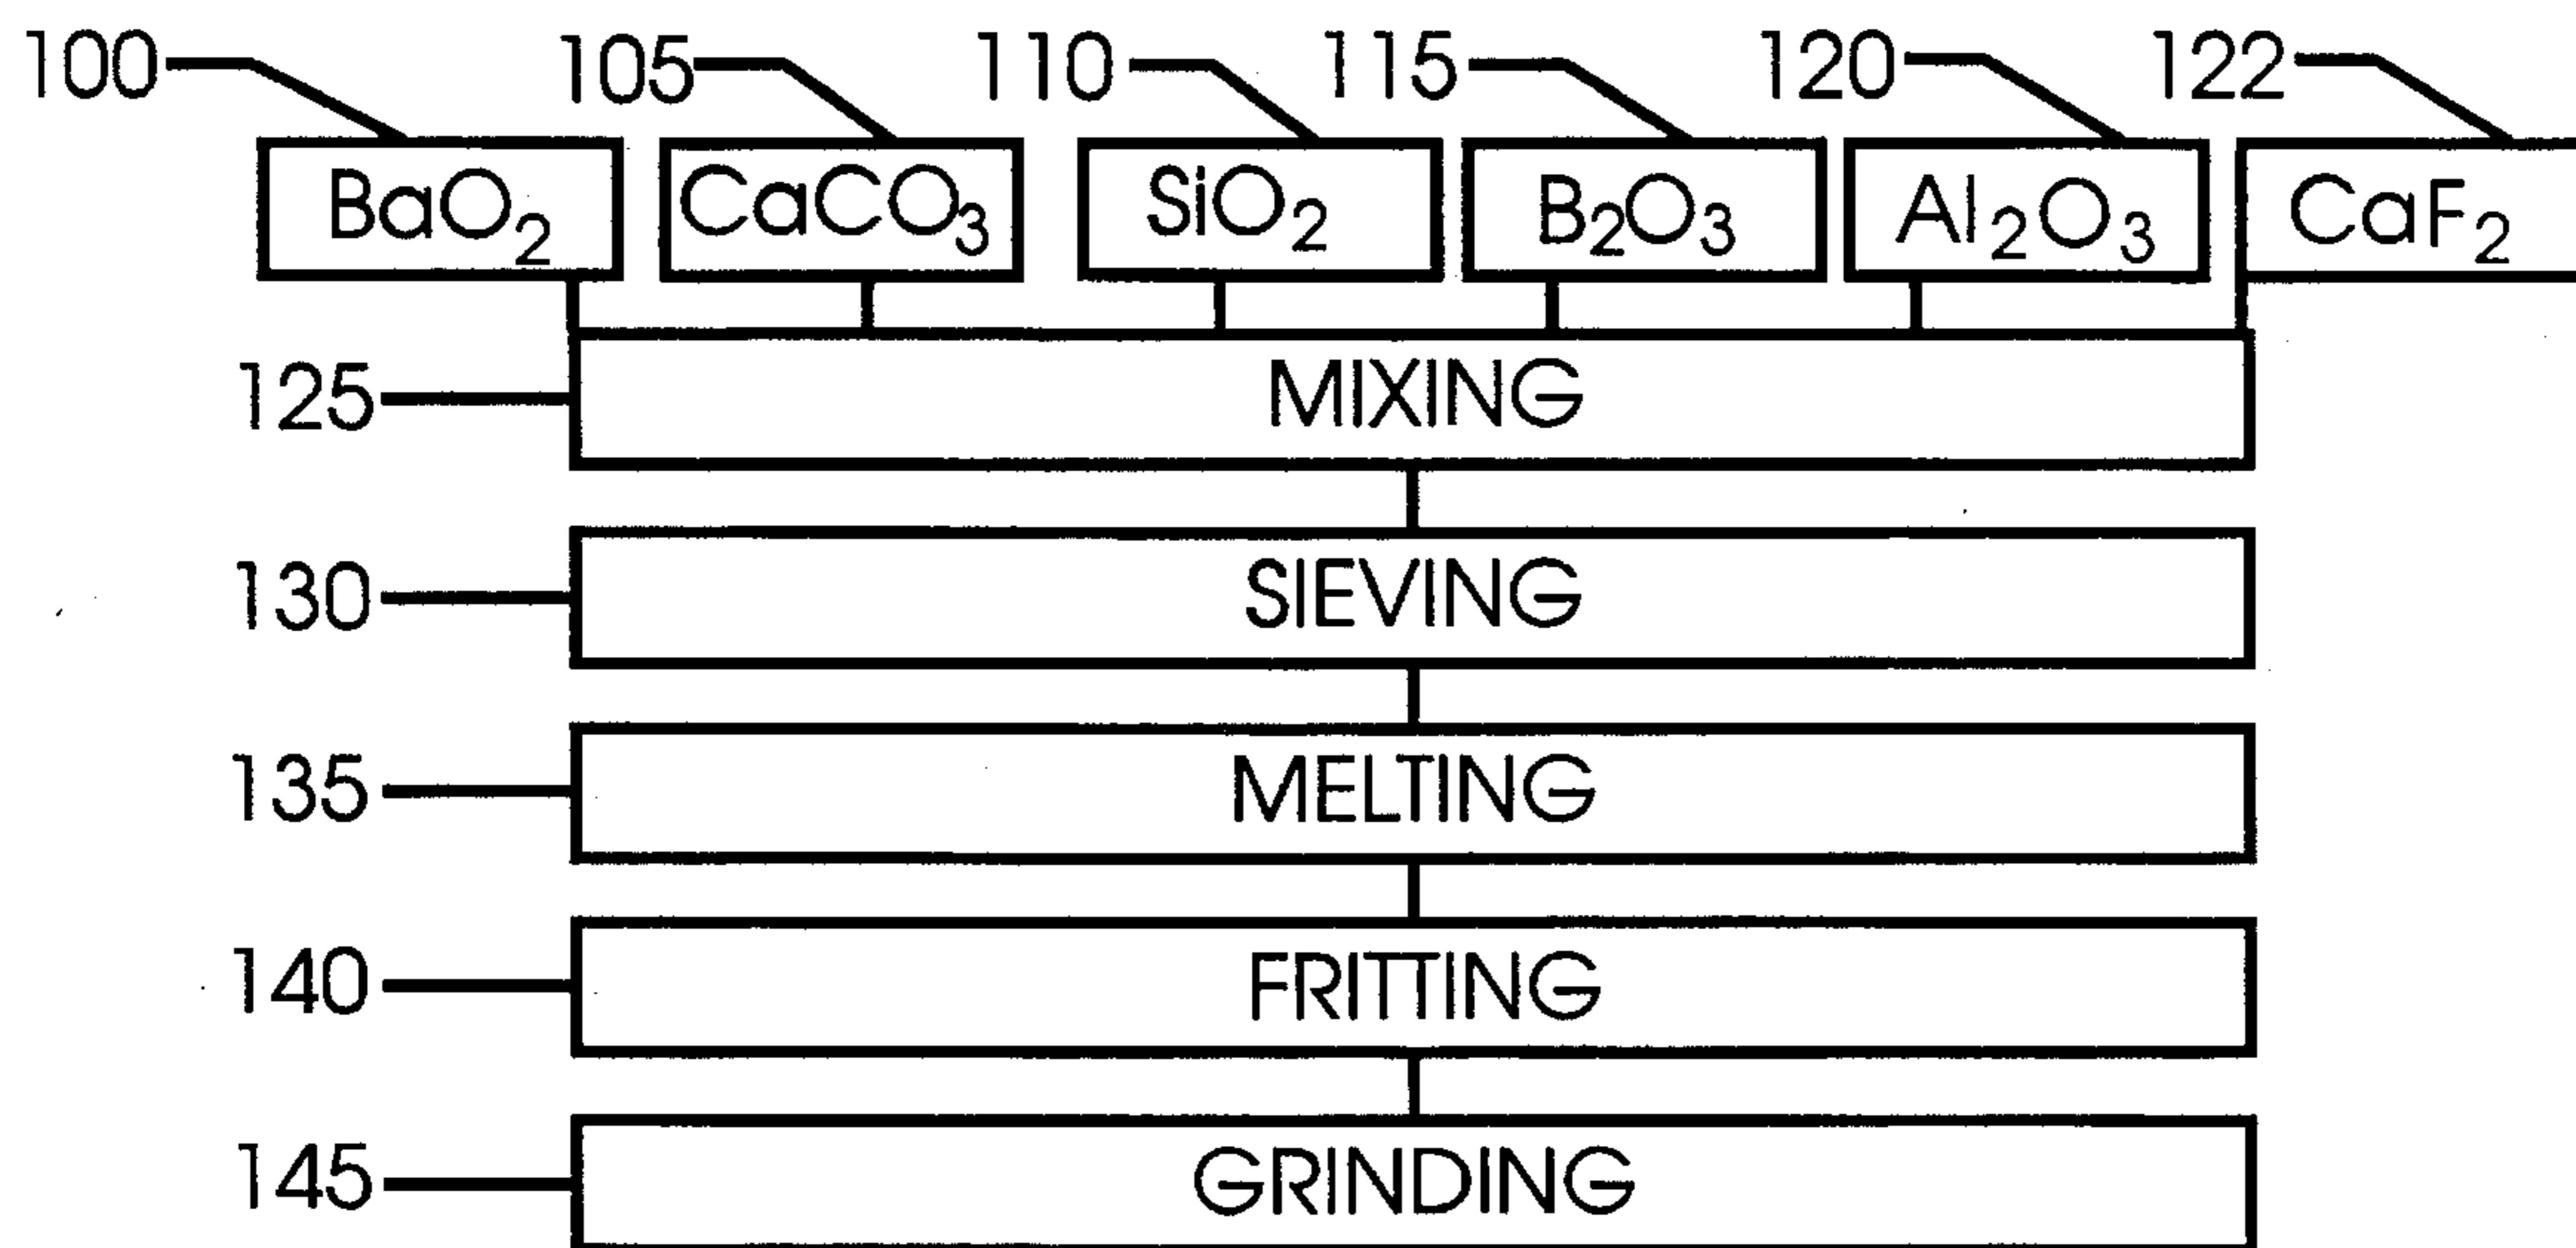 100 105 110 115 120 122
BaO₂ CaCO₃ SiO₂ B₂O₃ Al₂O₃ CaF₂
125 MIXING
130 SIEVING
135 MELTING
140 FRITTING
145 GRINDING